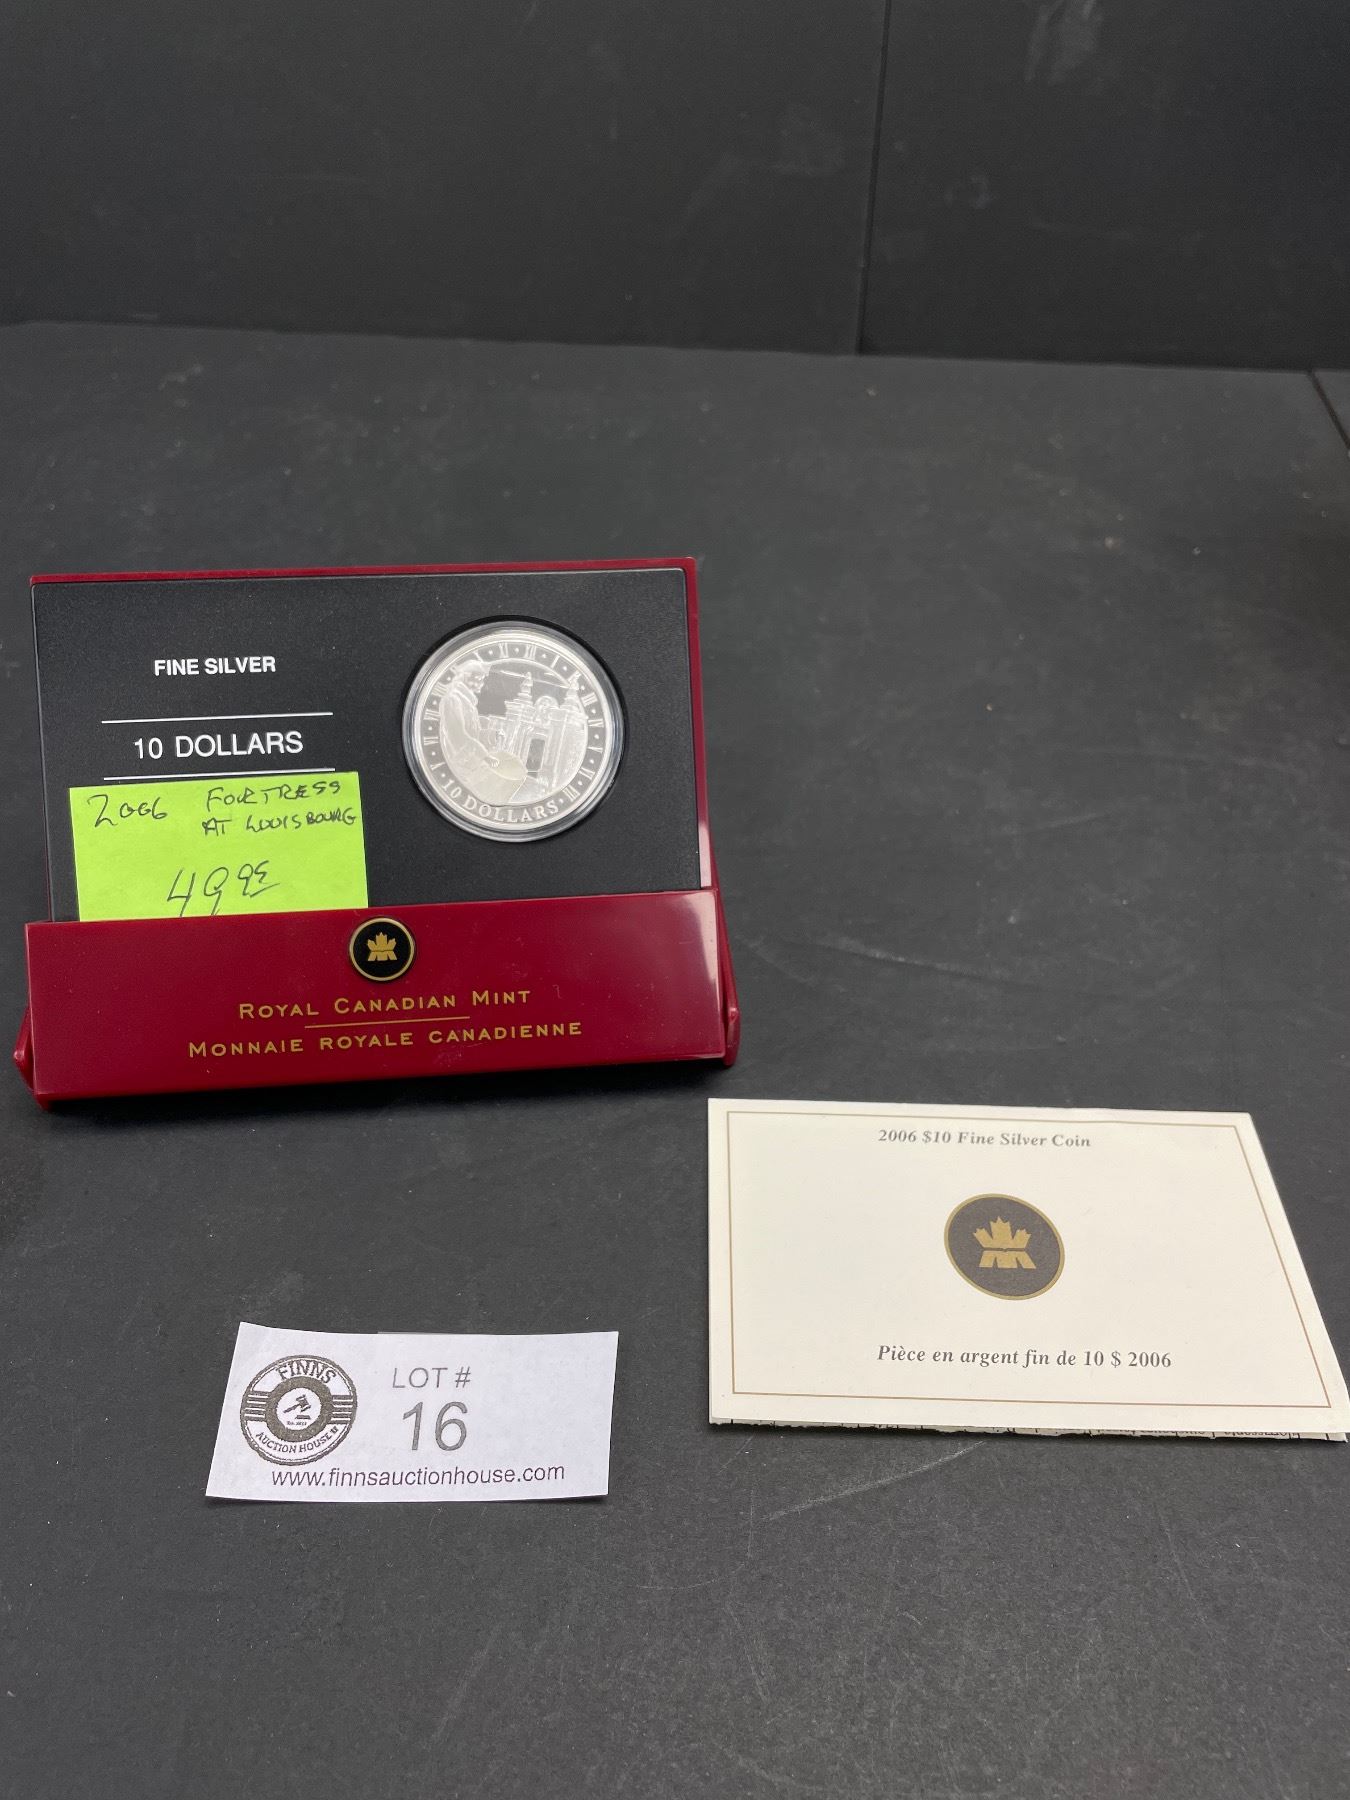 FINE SILVER
10 DOLLARS
2006 FORTRESS
AT LOUISBOURG
49 95
10 DOLLARS
ROYAL CANADIAN MINT
MONNAIE ROYALE CANADIENNE
2006 $10 Fine Silver Coin
Pièce en argent fin de 10 $ 2006
FINNS
AUCTION HOUSE
LOT #
16
www.finnsauctionhouse.com